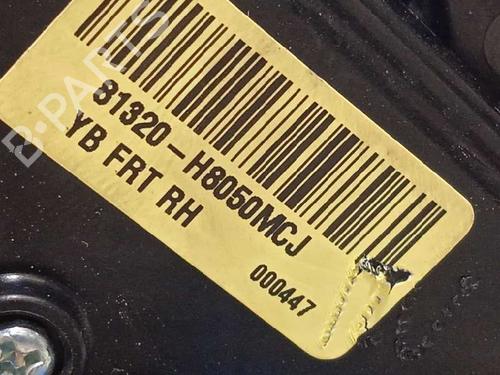 B-PARTS
81320-H8050MCJ
YB FRT RH
000447